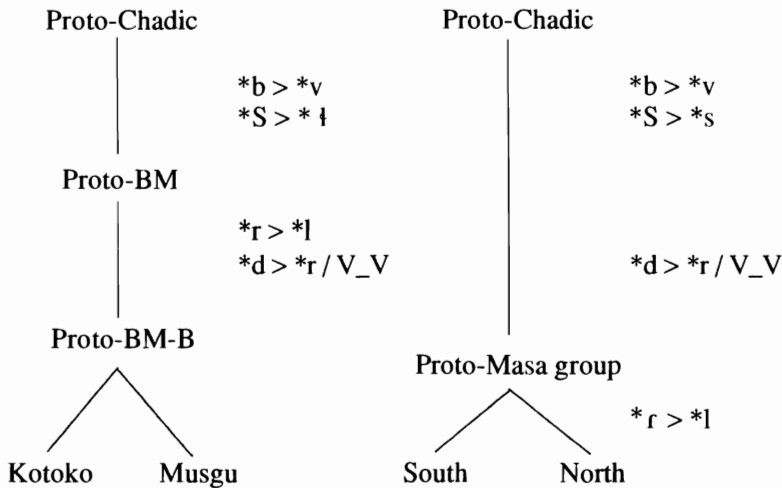 Proto-Chadic
*b > *v
*S > * ɬ
Proto-BM
*r > *l
*d > *r / V_V
Proto-BM-B
Kotoko Musgu
Proto-Chadic
*b > *v
*S > *s
*d > *r / V_V
Proto-Masa group
*r > *l
South North